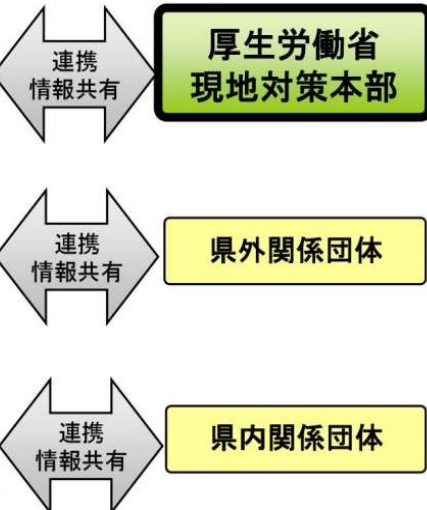 連携
情報共有
厚生労働省
現地対策本部
連携
情報共有
県外関係団体
連携
情報共有
県内関係団体